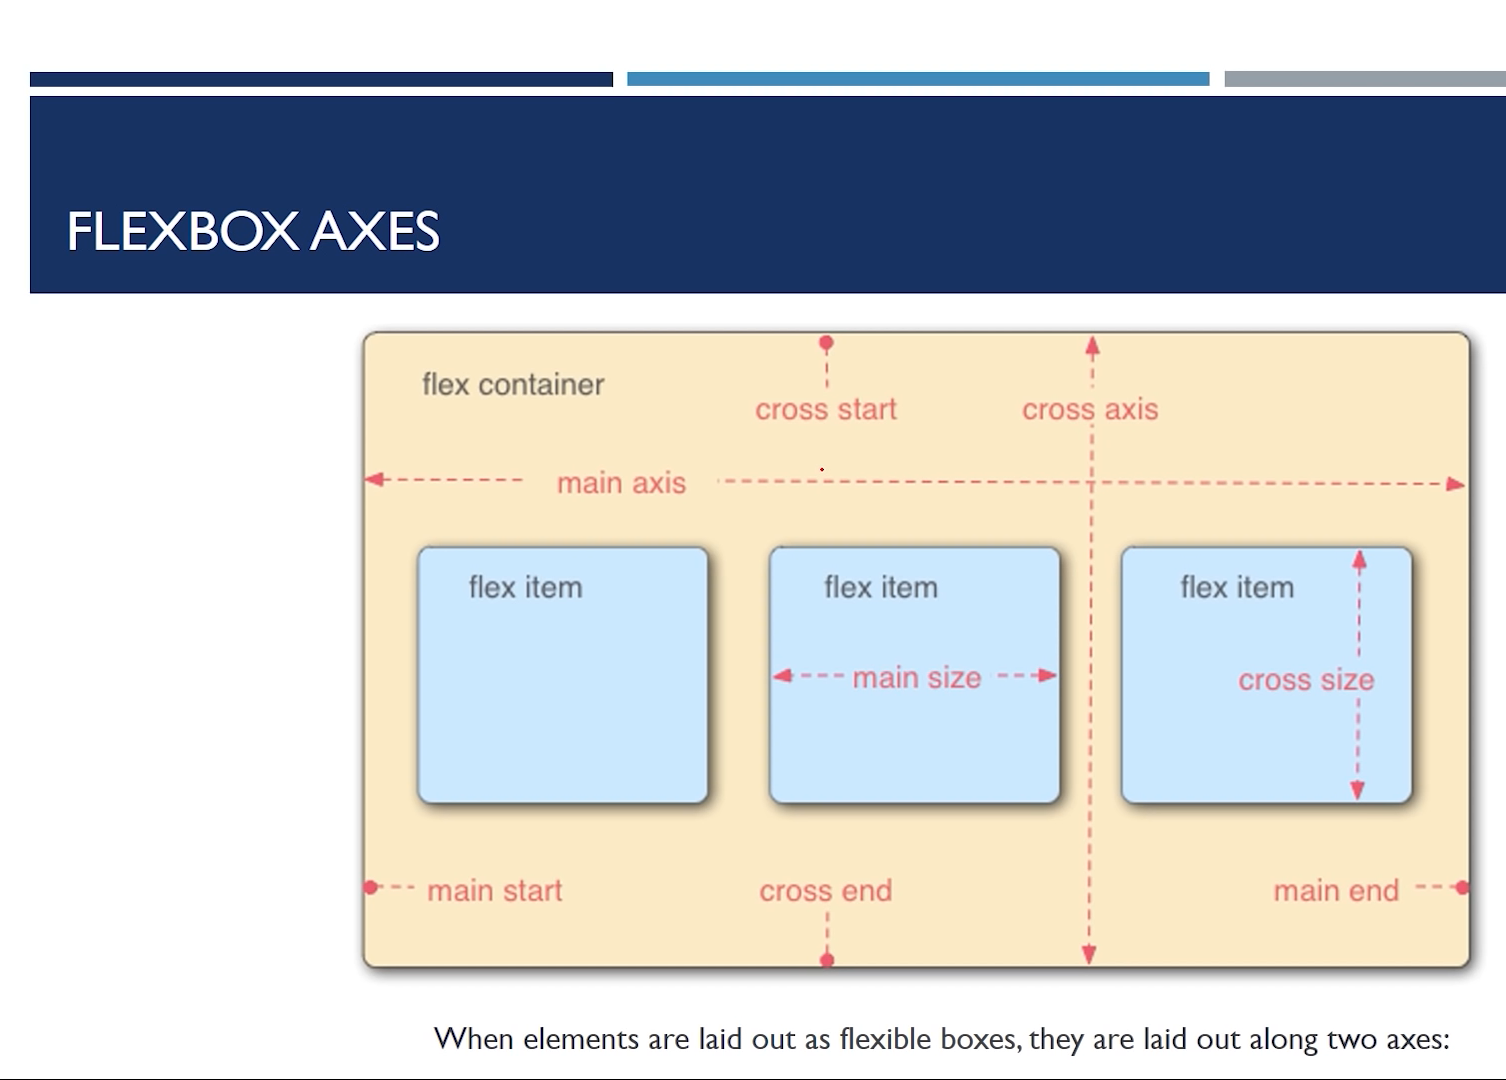 FLEXBOX AXES
flex container
cross start
cross axis
main axis
flex item
flex item
flex item
main size
cross size
main start
cross end
main end
When elements are laid out as flexible boxes, they are laid out along two axes: